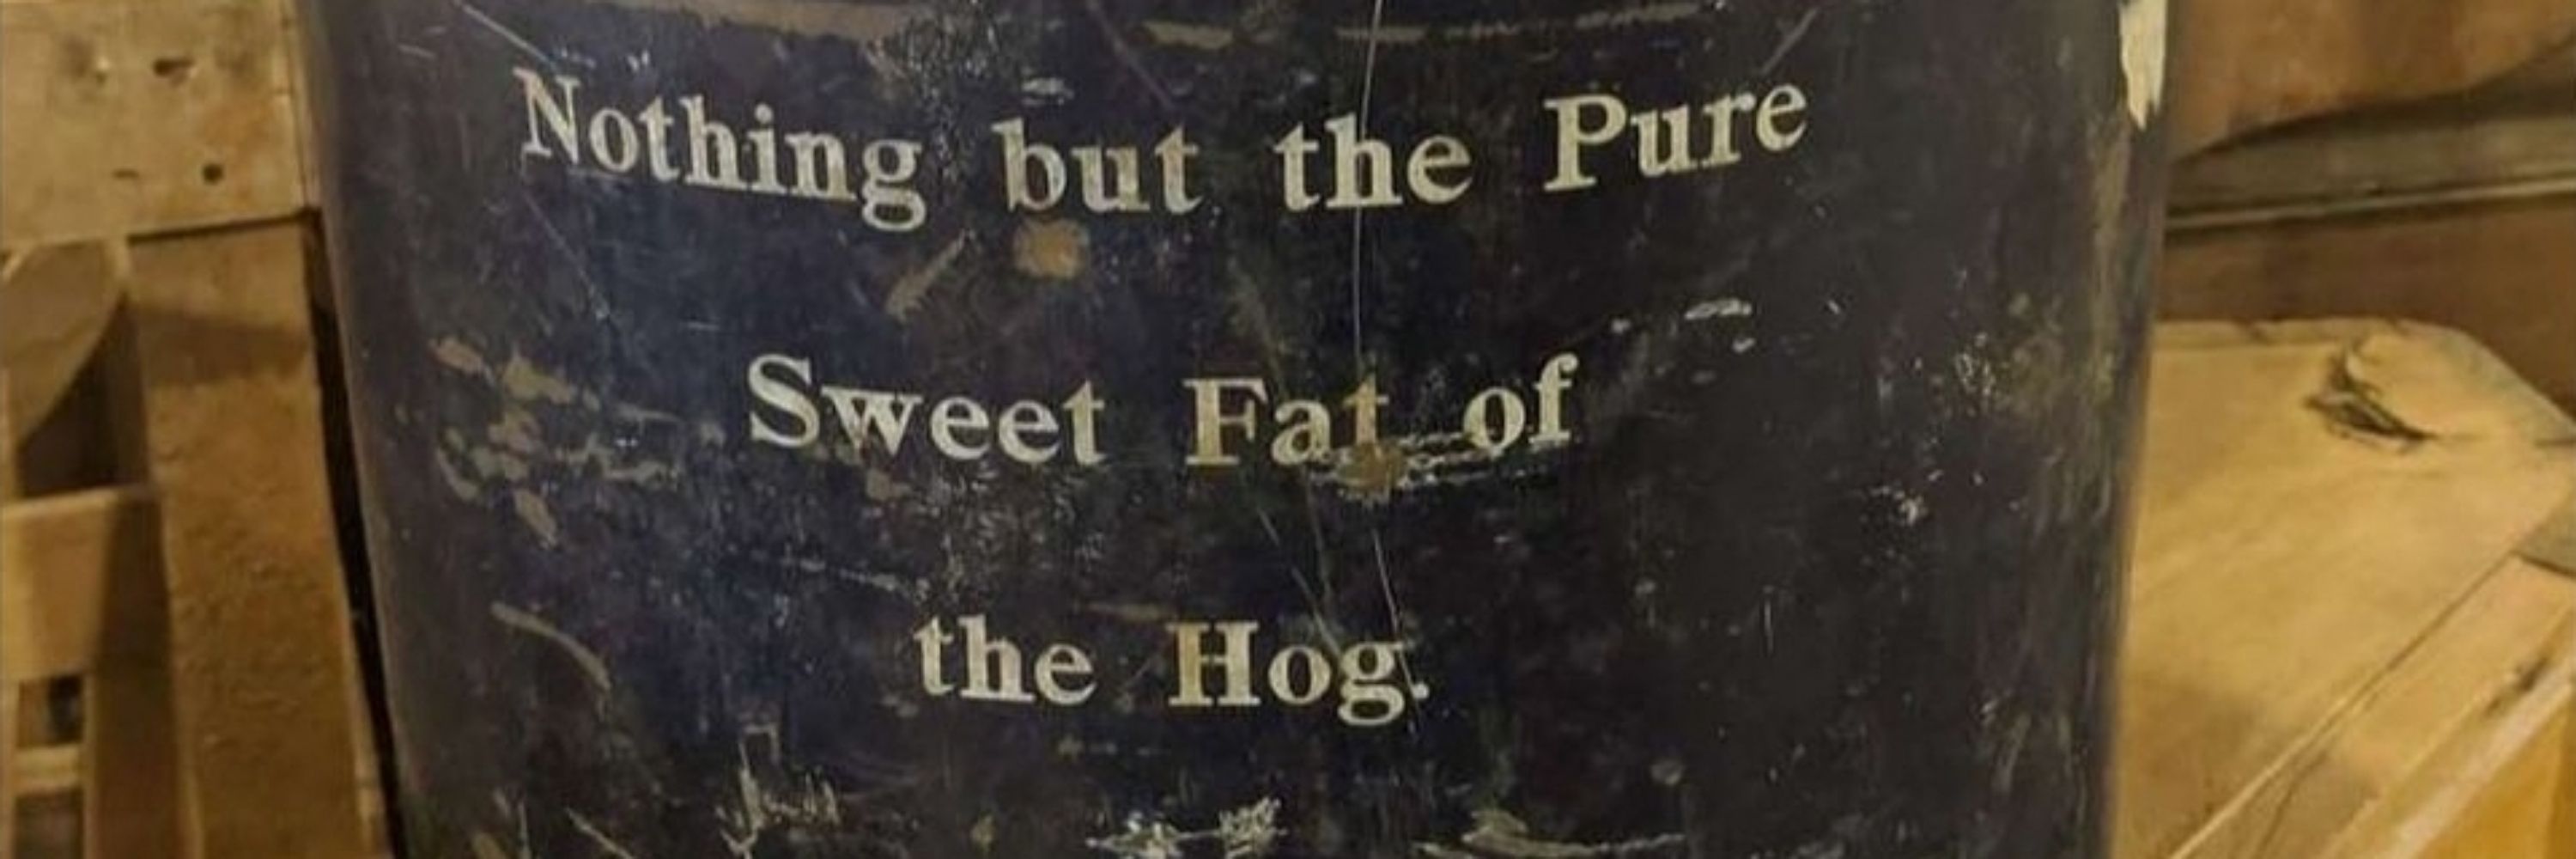 Nothing but the Pure
Sweet Fat of
the Hog.